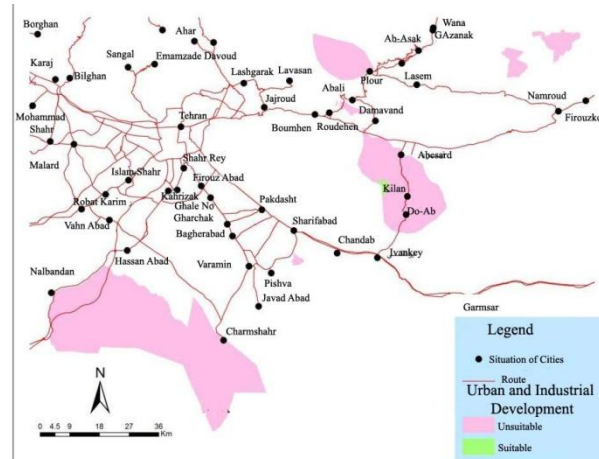 Borghan
Ahar
Wana
GAzanak
Ab-Asak
Sangal
Emamzade Davoud
Karaj
Bilghan
Lashgarak
Lavasan
Plour
Lasem
Mohammad
Shahr
Jajroud
Abali
Damavand
Namroud
Firouzko
Tehran
Boumhen
Roudehen
Malard
Shahr Rey
Abesard
Islam Shahr
Firouz Abad
Kilan
Robat Karim
Kahrizak
Ghale No
Pakdasht
Do-Ab
Vahn Abad
Gharchak
Sharifabad
Bagherabad
Hassan Abad
Chandab
Ivankey
Nalbandan
Varamin
Pishva
Javad Abad
Garmsar
Charmshahr
Legend
Situation of Cities
Route
Urban and Industrial
Development
Unsuitable
Suitable
N
0 4.5 9 18 27 36
Km